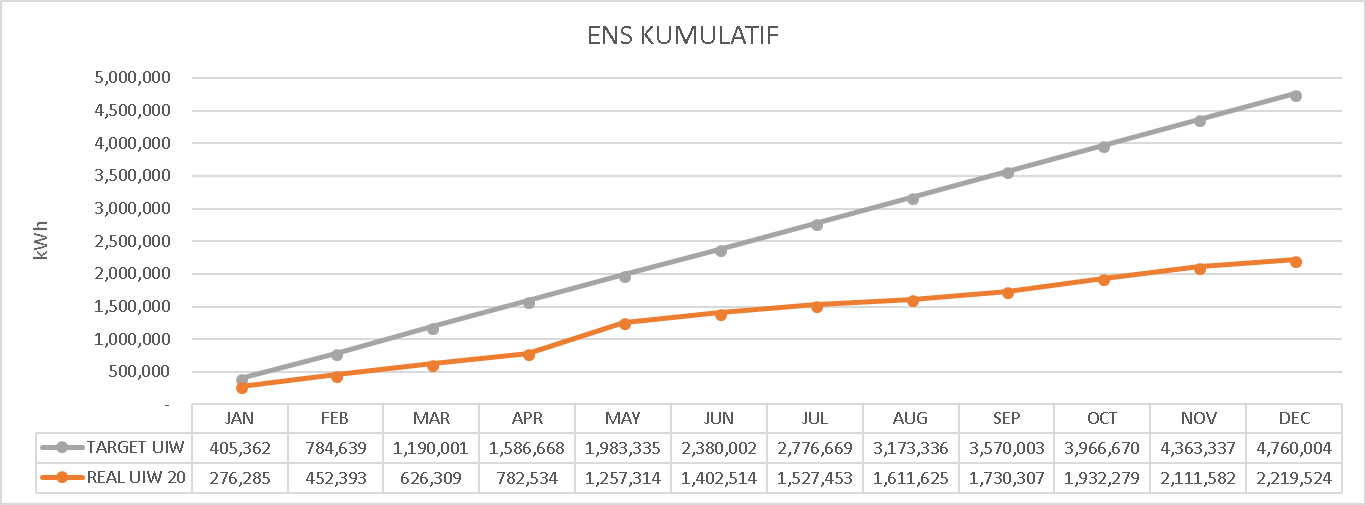 ENS KUMULATIF
5,000,000
4,500,000
4,000,000
3,500,000
3,000,000
2,500,000
2,000,000
1,500,000
1,000,000
500,000
-
kWh
JAN FEB MAR APR MAY JUN JUL AUG SEP OCT NOV DEC
TARGET UIW 405,362 784,639 1,190,001 1,586,668 1,983,335 2,380,002 2,776,669 3,173,336 3,570,003 3,966,670 4,363,337 4,760,004
REAL UIW 20 276,285 452,393 626,309 782,534 1,257,314 1,402,514 1,527,453 1,611,625 1,730,307 1,932,279 2,111,582 2,219,524